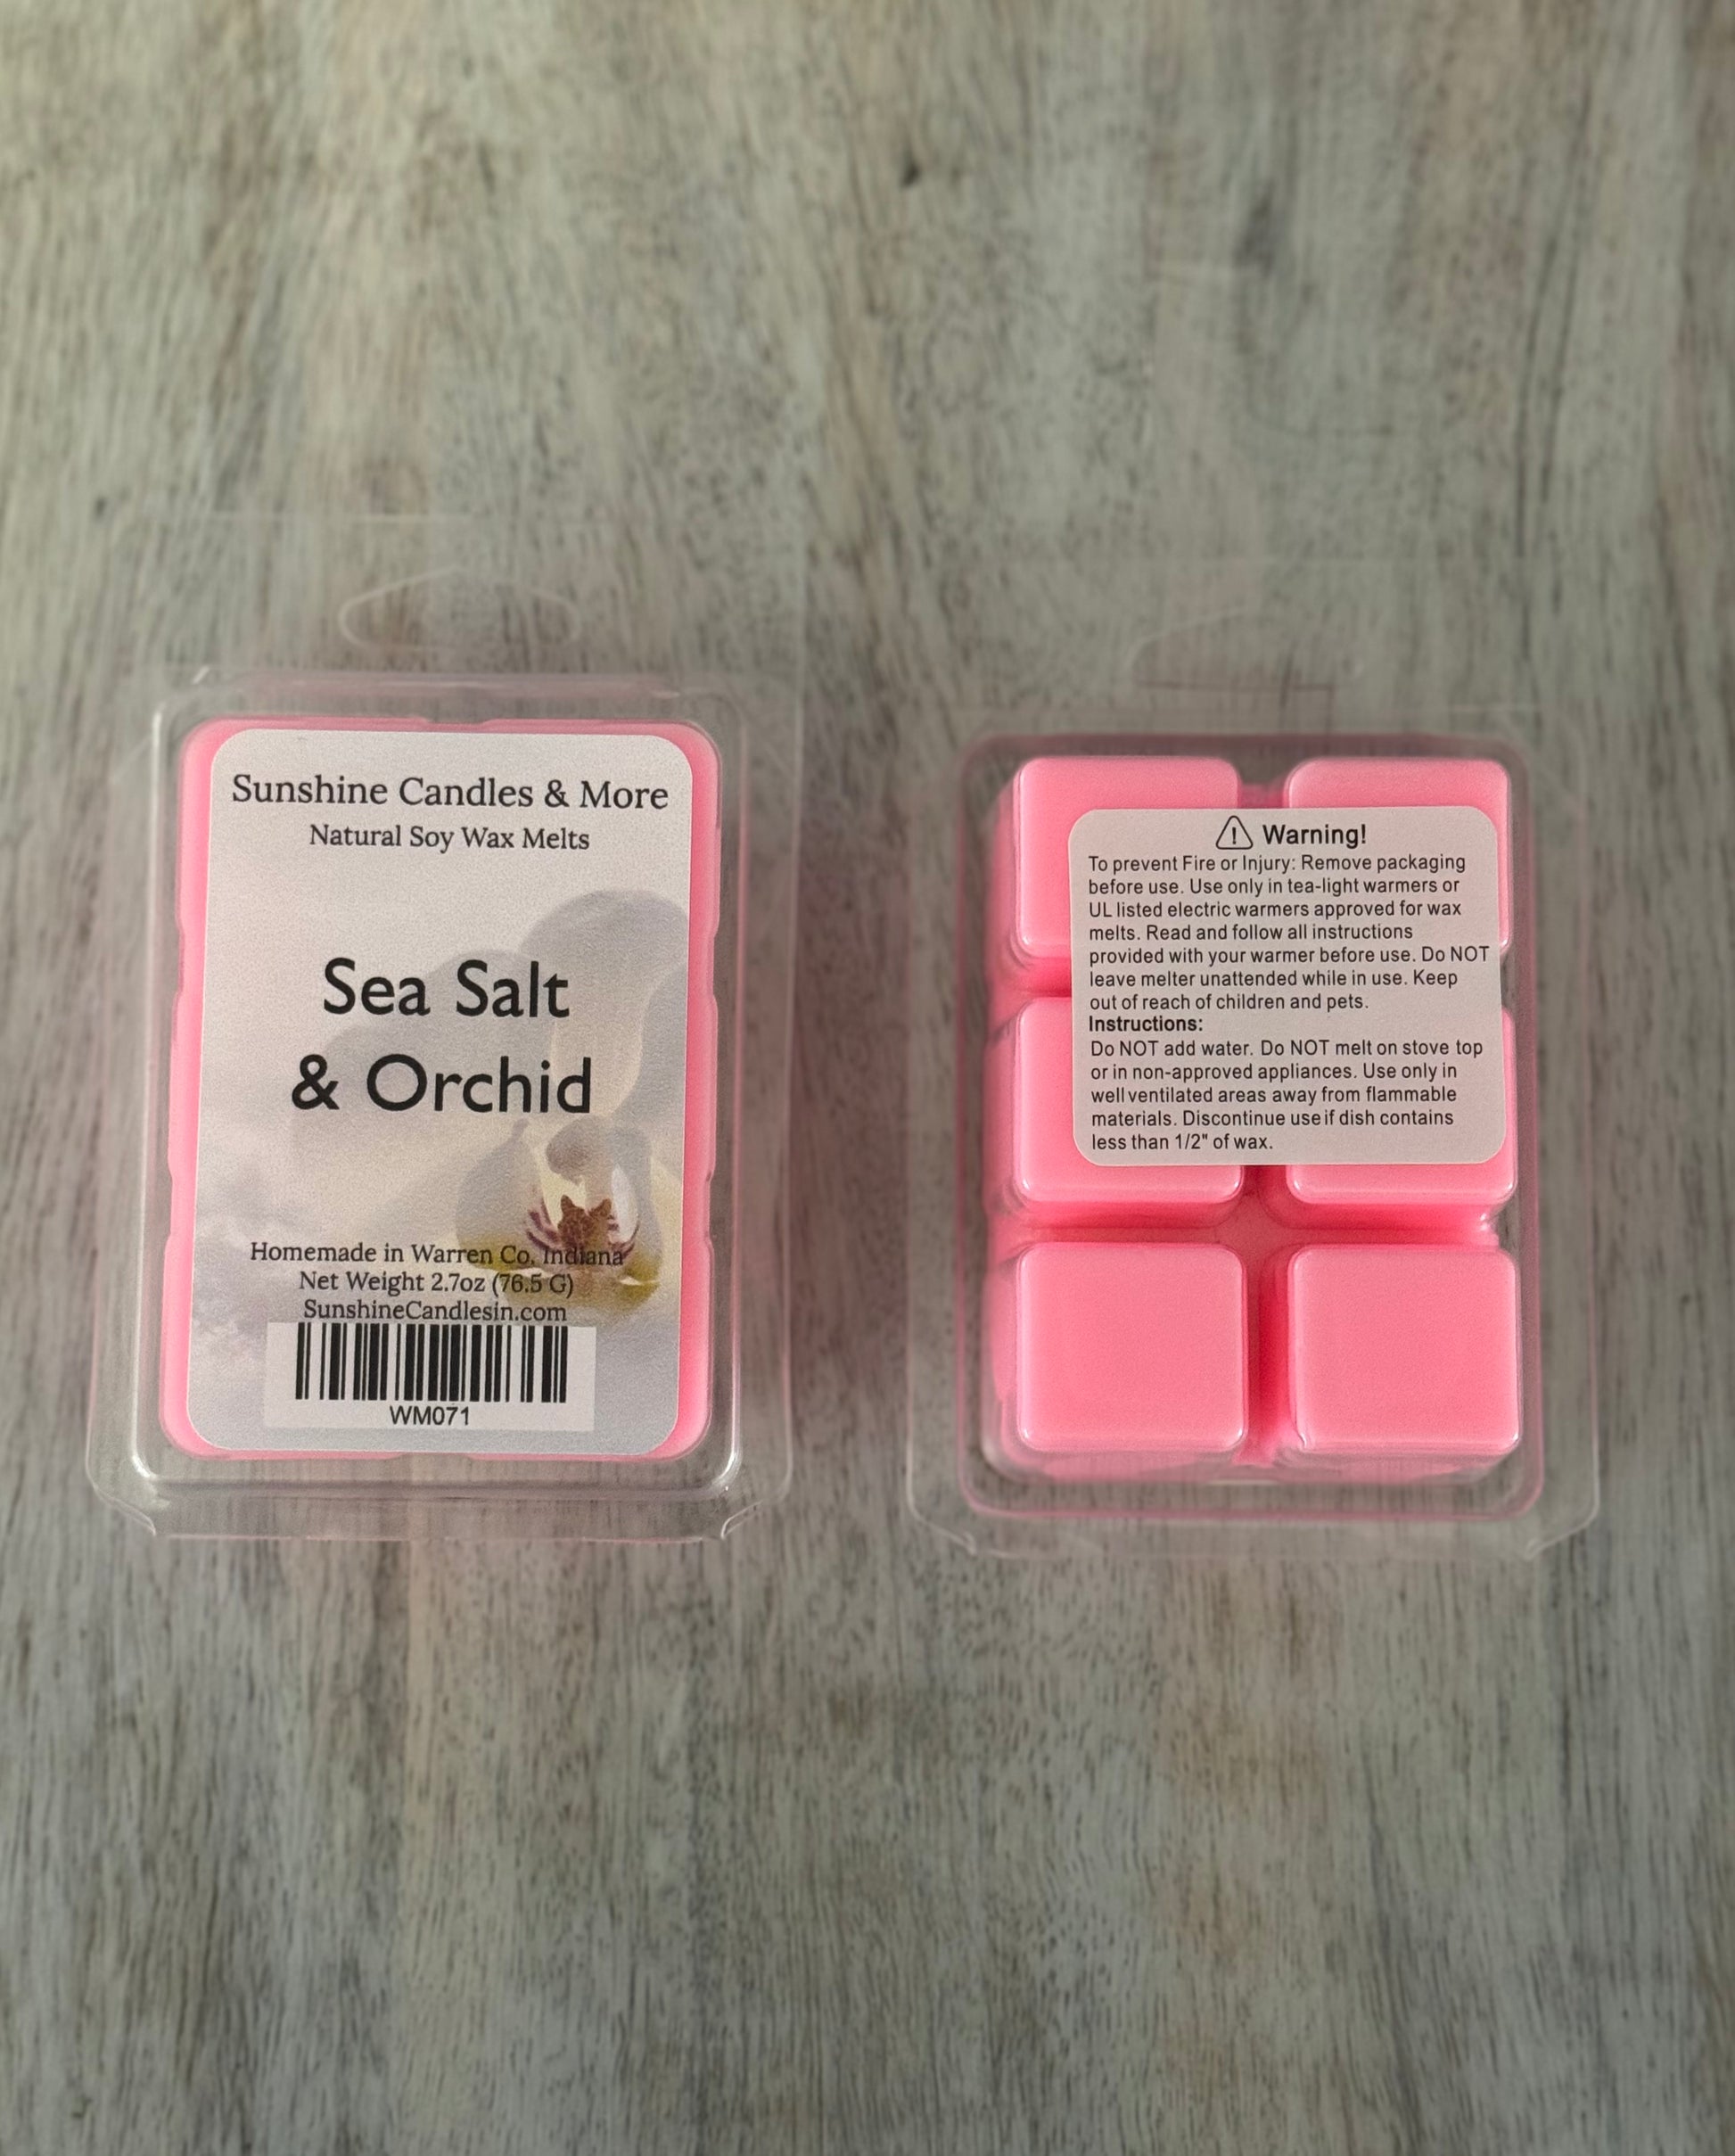 Sunshine Candles & More
Natural Soy Wax Melts
Sea Salt
& Orchid
Homemade in Warren Co, Indiana
Net Weight 2.7oz (76.5 G)
SunshineCandlesin.com
WM071
Warning!
To prevent Fire or Injury: Remove packaging
before use. Use only in tea-light warmers or
UL listed electric warmers approved for wax
melts. Read and follow all instructions
provided with your warmer before use. Do NOT
leave melter unattended while in use. Keep
out of reach of children and pets.
Instructions:
Do NOT add water. Do NOT melt on stove top
or in non-approved appliances. Use only in
well ventilated areas away from flammable
materials. Discontinue use if dish contains
less than 1/2" of wax.